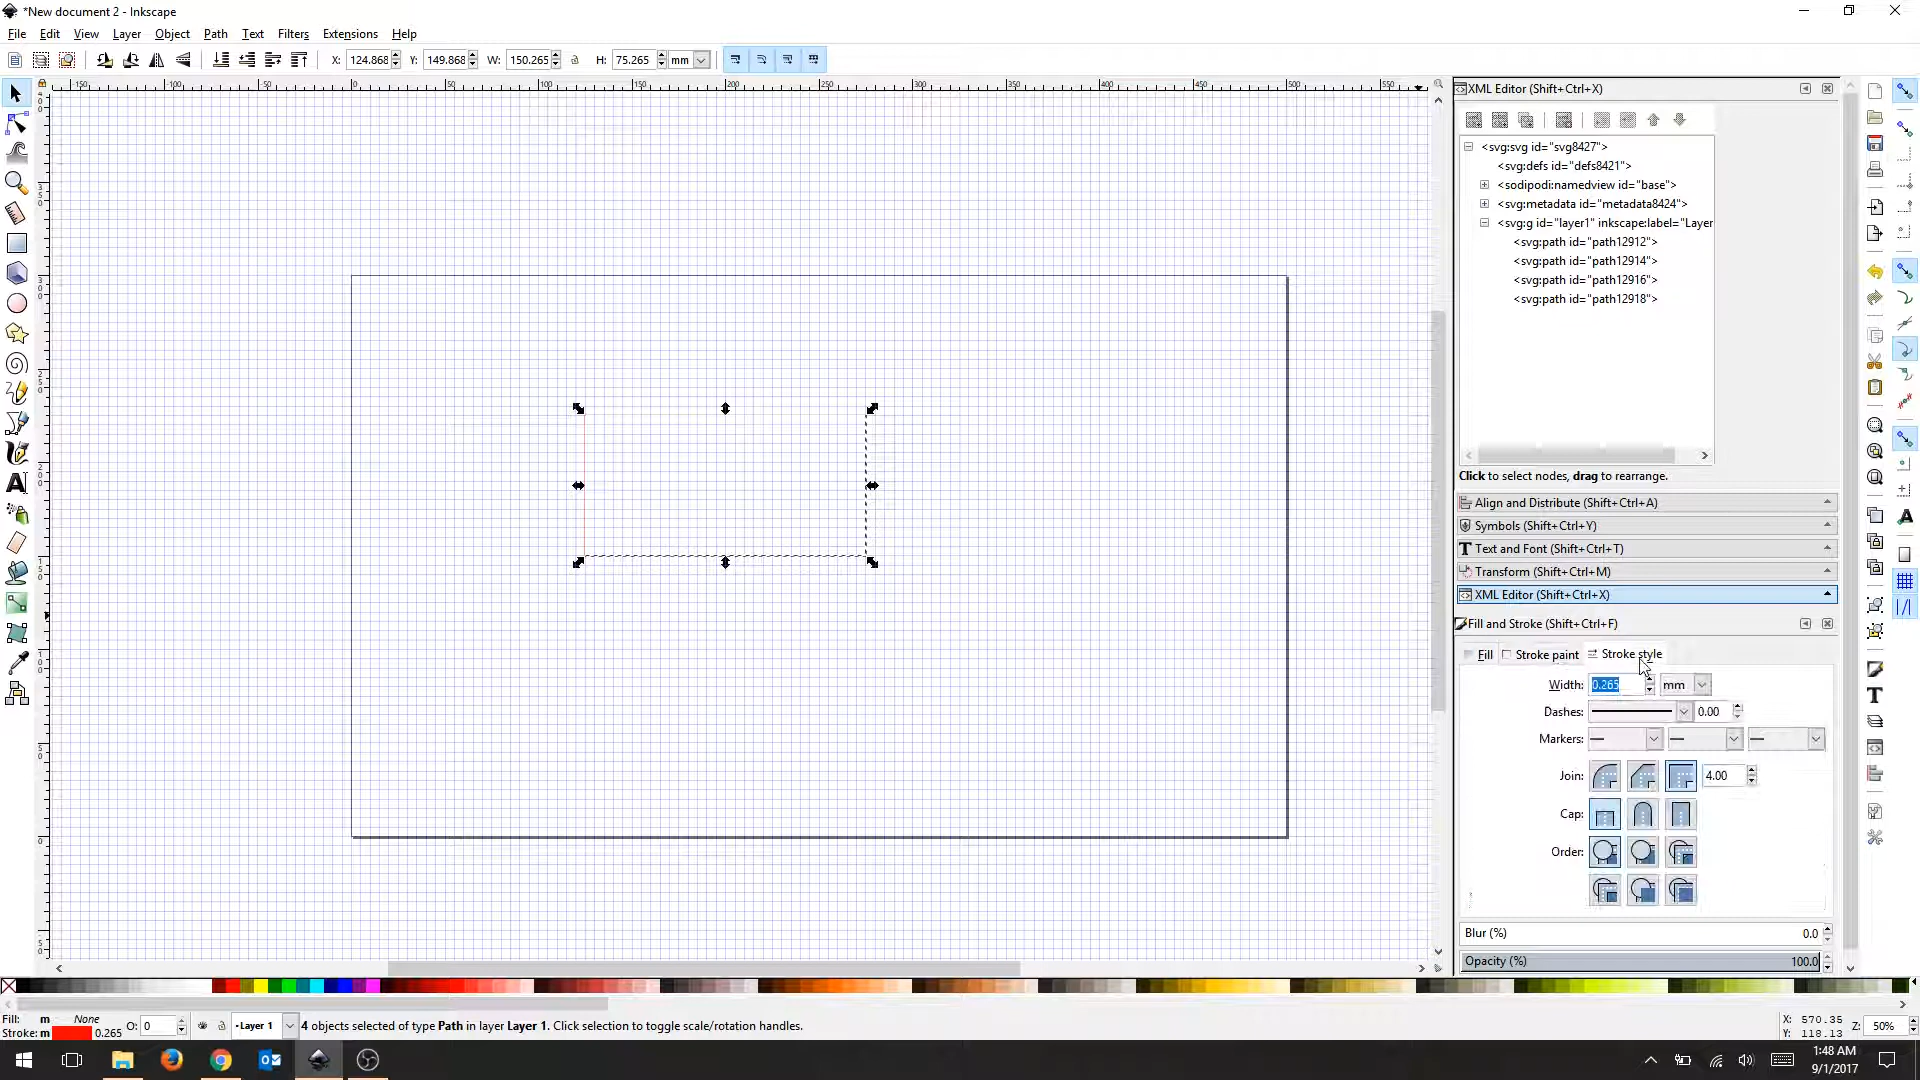 *New document 2 - Inkscape
File Edit View Layer Object Path Text Filters Extensions Help
X: 124.868 Y: 149.868 W: 150.265 H: 75.265 mm
XML Editor (Shift+Ctrl+X)
<svg:svg id="svg8427">
<svg:defs id="defs8421">
<sodipodi:namedview id="base">
<svg:metadata id="metadata8424">
<svg:g id="layer1" inkscape:label="Layer
<svg:path id="path12912">
<svg:path id="path12914">
<svg:path id="path12916">
<svg:path id="path12918">
Click to select nodes, drag to rearrange.
Align and Distribute (Shift+Ctrl+A)
Symbols (Shift+Ctrl+Y)
Text and Font (Shift+Ctrl+T)
Transform (Shift+Ctrl+M)
XML Editor (Shift+Ctrl+X)
Fill and Stroke (Shift+Ctrl+F)
Fill Stroke paint Stroke style
Width: 0.265 mm
Dashes: 0.00
Markers:
Join: 4.00
Cap:
Order:
Blur (%) 0.0
Opacity (%) 100.0
Fill: m None
Stroke: m 0.265 O: 0 Layer 1 4 objects selected of type Path in layer Layer 1. Click selection to toggle scale/rotation handles.
X: 570.35
Y: 118.13 Z: 50%
1:48 AM
9/1/2017